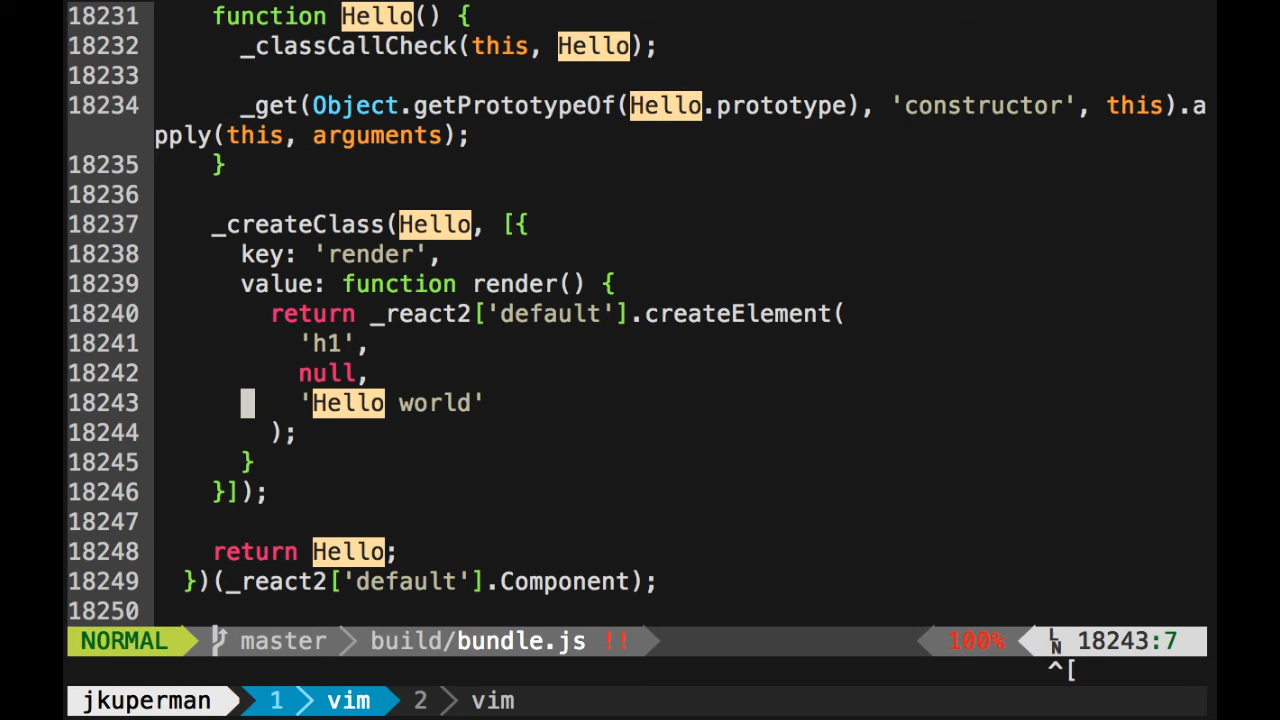 18231     function Hello() {
18232       _classCallCheck(this, Hello);
18233
18234       _get(Object.getPrototypeOf(Hello.prototype), 'constructor', this).a
pply(this, arguments);
18235     }
18236
18237     _createClass(Hello, [{
18238       key: 'render',
18239       value: function render() {
18240         return _react2['default'].createElement(
18241           'h1',
18242           null,
18243           'Hello world'
18244         );
18245       }
18246     }]);
18247
18248     return Hello;
18249   })(_react2['default'].Component);
18250
NORMAL master build/bundle.js !! 100% LN 18243:7
^[
jkuperman 1 vim 2 vim